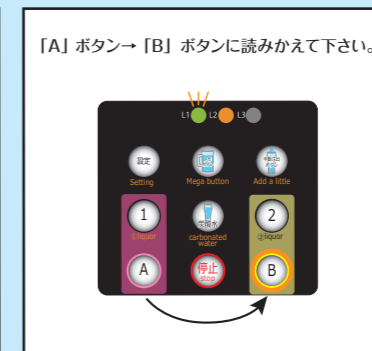 「A」ボタン→「B」ボタンに読みかえて下さい。
L1 L2 L3
設定
Setting Mega button Add a little
1 2
①liquor ②liquor
炭酸水
carbonated
water
A 停止 B
stop